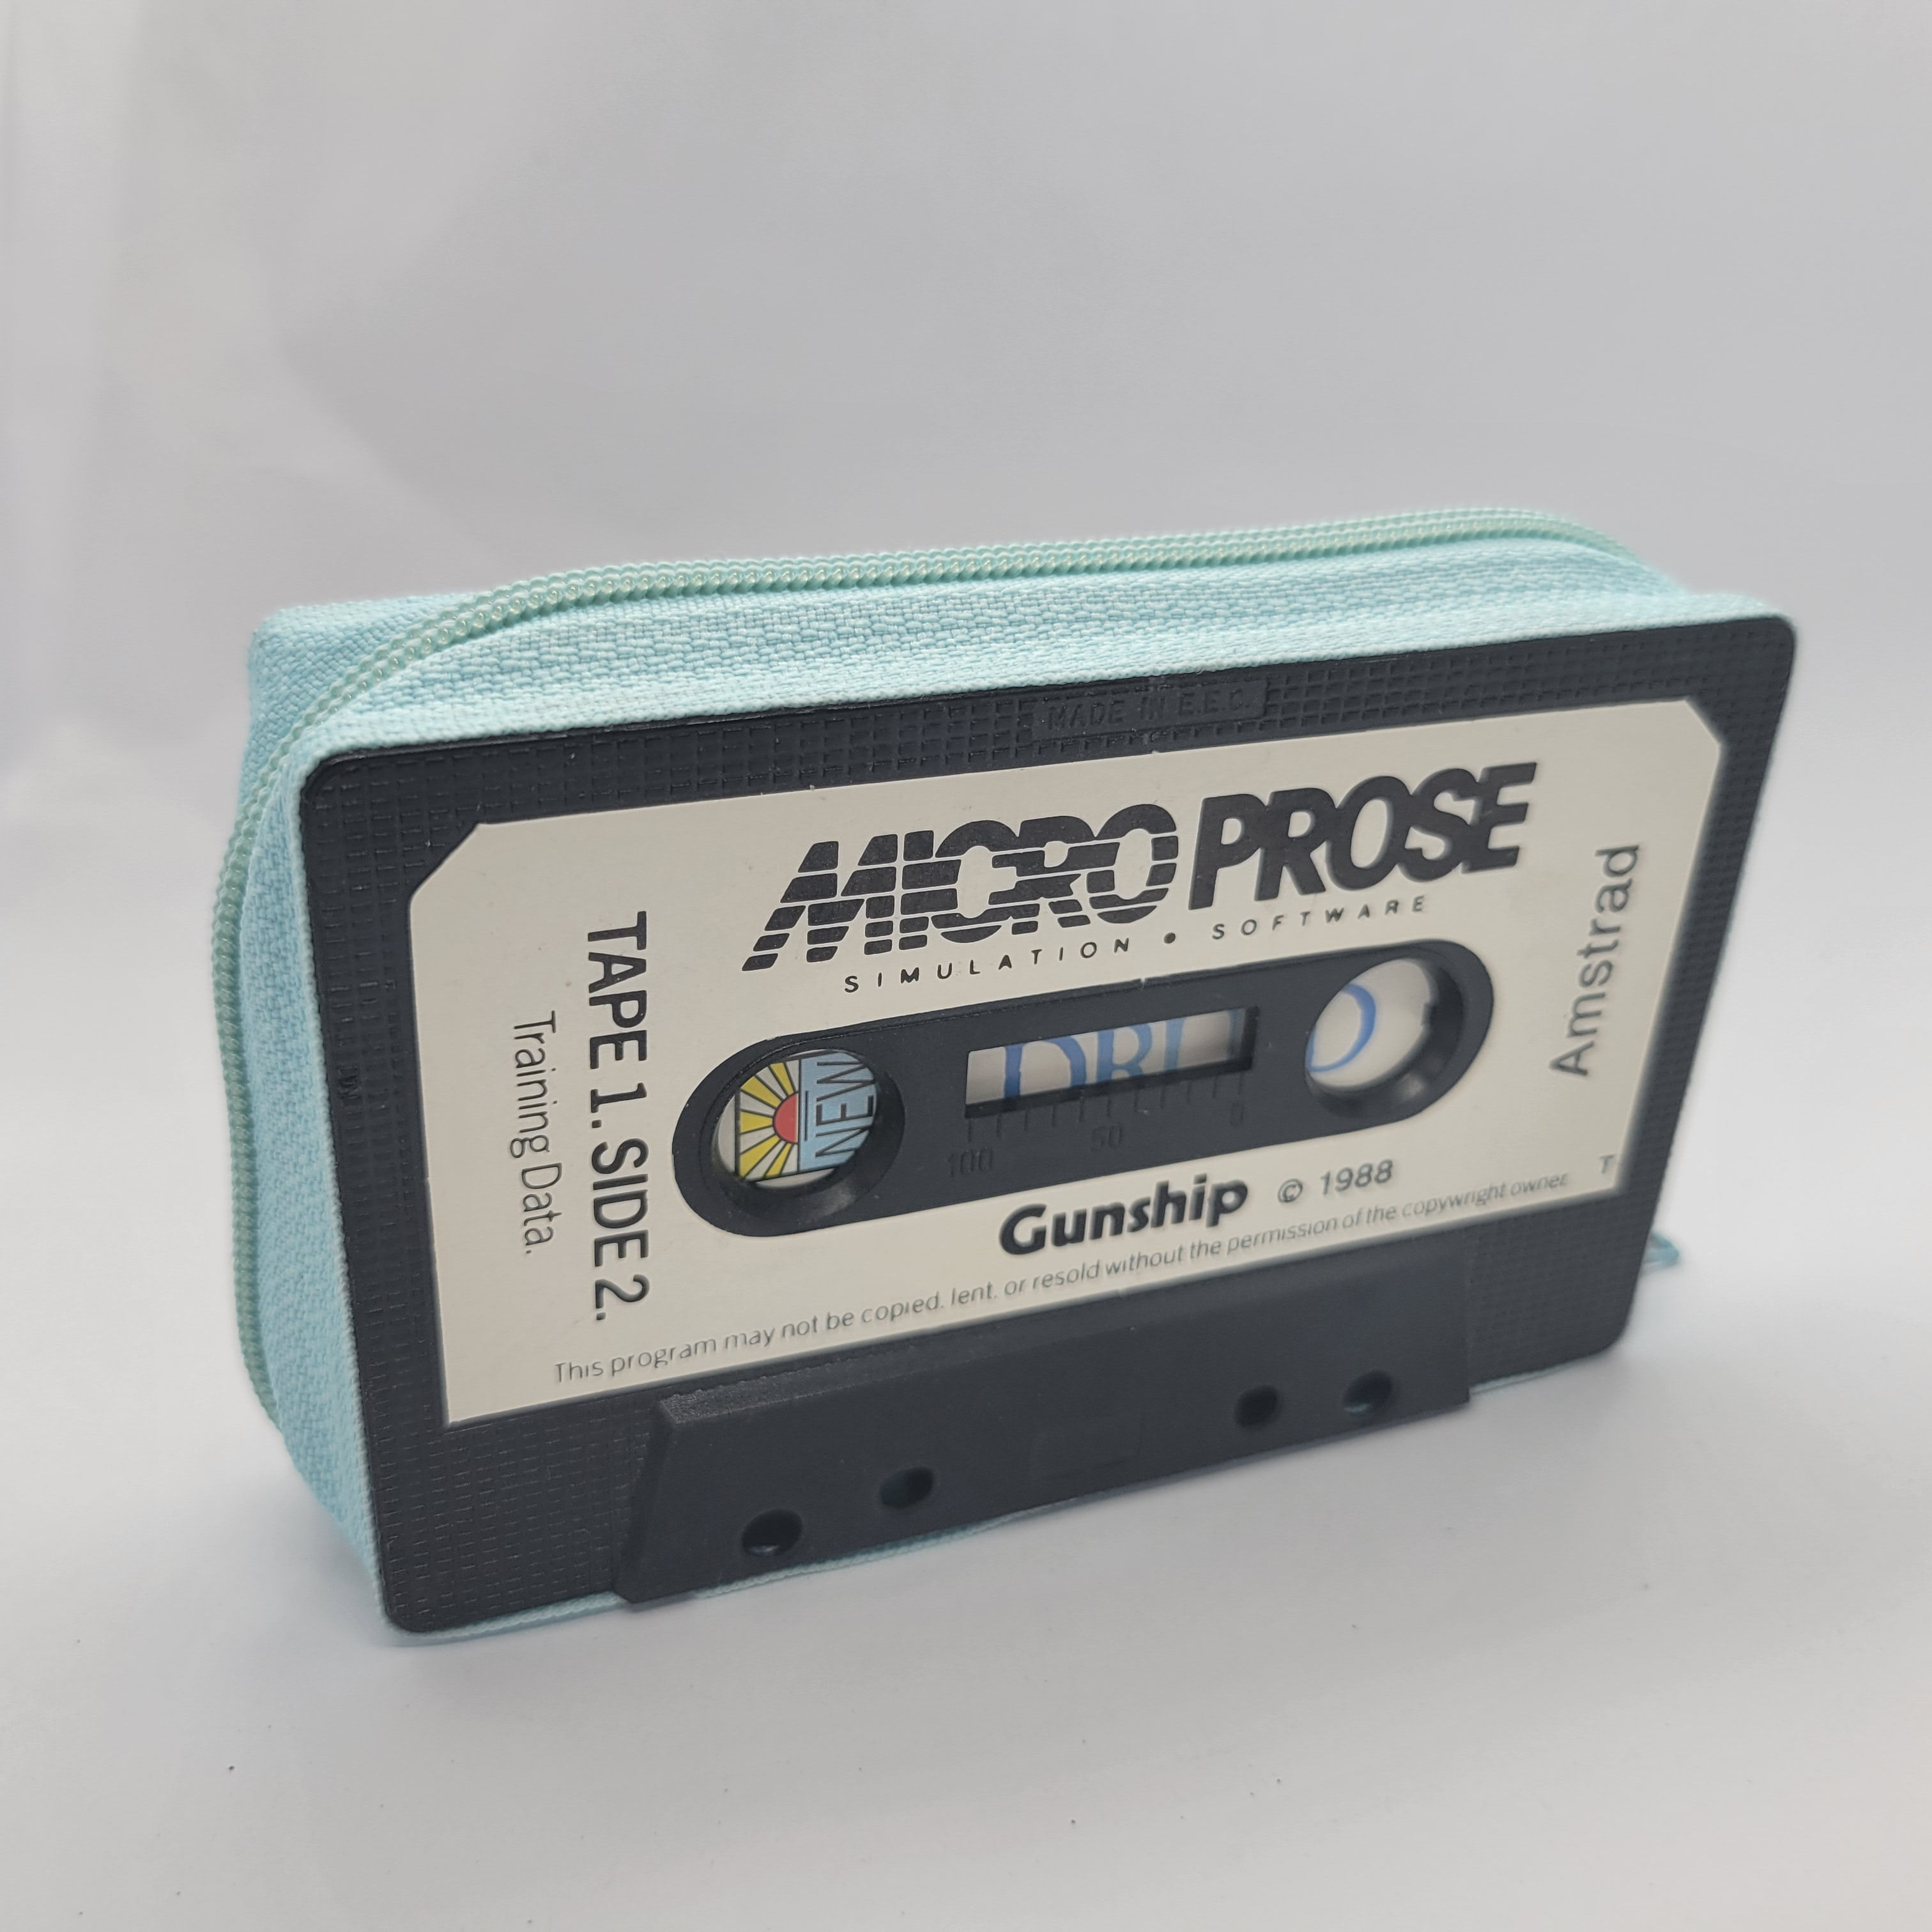 MADE IN E.E.C.
MICRO PROSE
SIMULATION • SOFTWARE
TAPE 1. SIDE 2.
Training Data.
Amstrad
NEW
100 50 0
Gunship © 1988
This program may not be copied. lent. or resold without the permission of the copywright owner.
T